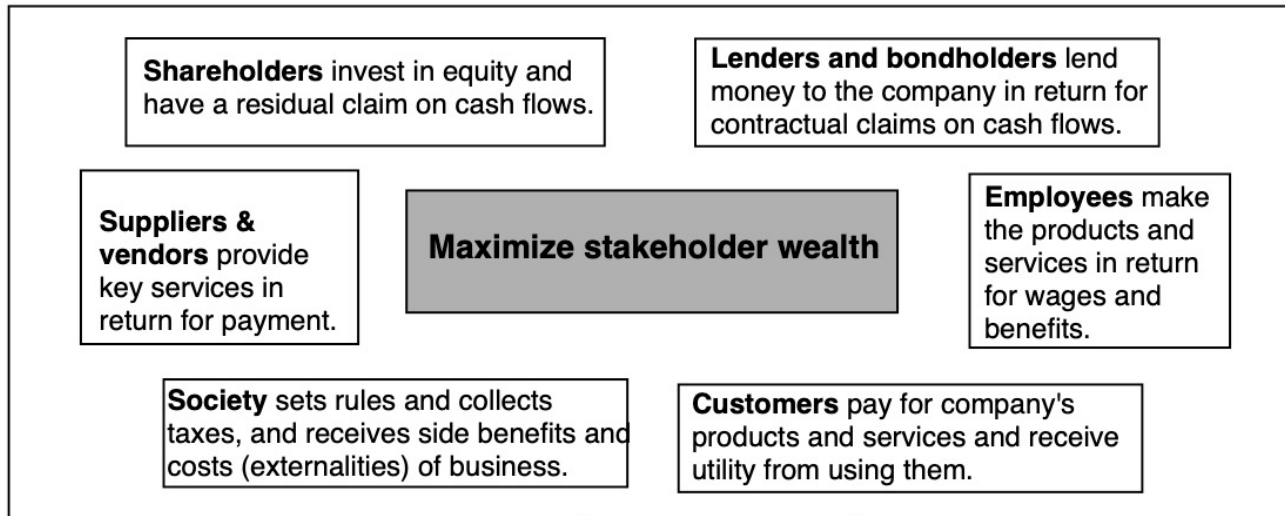 Shareholders invest in equity and
have a residual claim on cash flows.
Lenders and bondholders lend
money to the company in return for
contractual claims on cash flows.
Suppliers &
vendors provide
key services in
return for payment.
Maximize stakeholder wealth
Employees make
the products and
services in return
for wages and
benefits.
Society sets rules and collects
taxes, and receives side benefits and
costs (externalities) of business.
Customers pay for company's
products and services and receive
utility from using them.